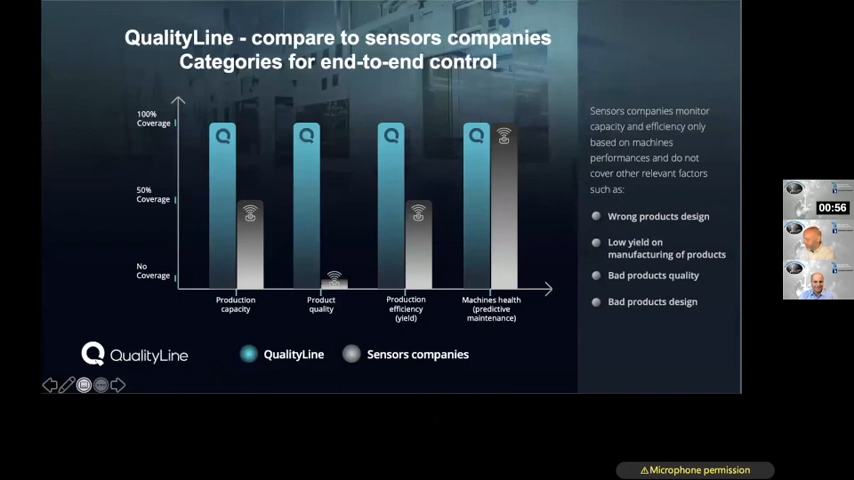 QualityLine - compare to sensors companies
Categories for end-to-end control
100%
Coverage
50%
Coverage
No
Coverage
Production
capacity
Product
quality
Production
efficiency
(yield)
Machines health
(predictive
maintenance)
QualityLine
QualityLine
Sensors companies
Sensors companies monitor
capacity and efficiency only
based on machines
performances and do not
cover other relevant factors
such as:
Wrong products design
Low yield on
manufacturing of products
Bad products quality
Bad products design
00:56
⚠Microphone permission